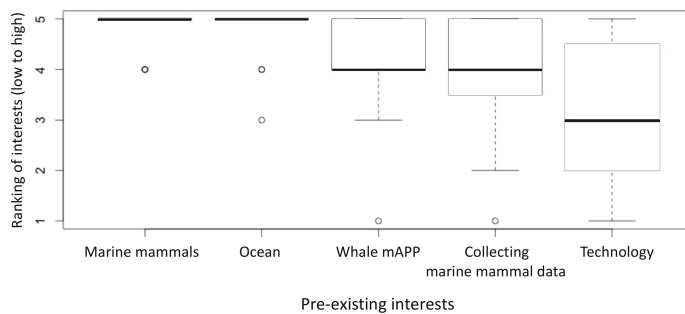 Ranking of interests (low to high)
5
4
3
2
1
Marine mammals
Ocean
Whale mAPP
Collecting
marine mammal data
Technology
Pre-existing interests